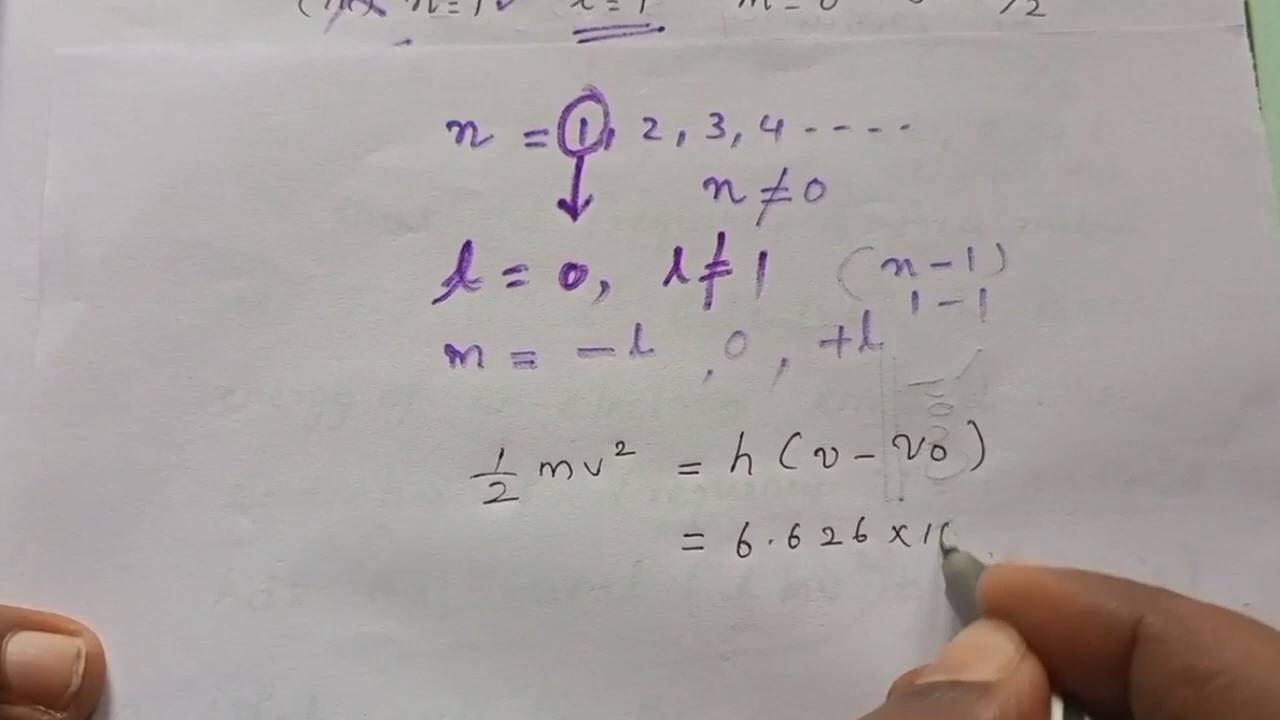 n = 1, 2, 3, 4 - - - -
n ≠ 0
l = 0, l ≠ 1 (n-1)
1-1
m = -l, 0, +l
1/2 mv² = h(v - v0)
= 6.626 x 10